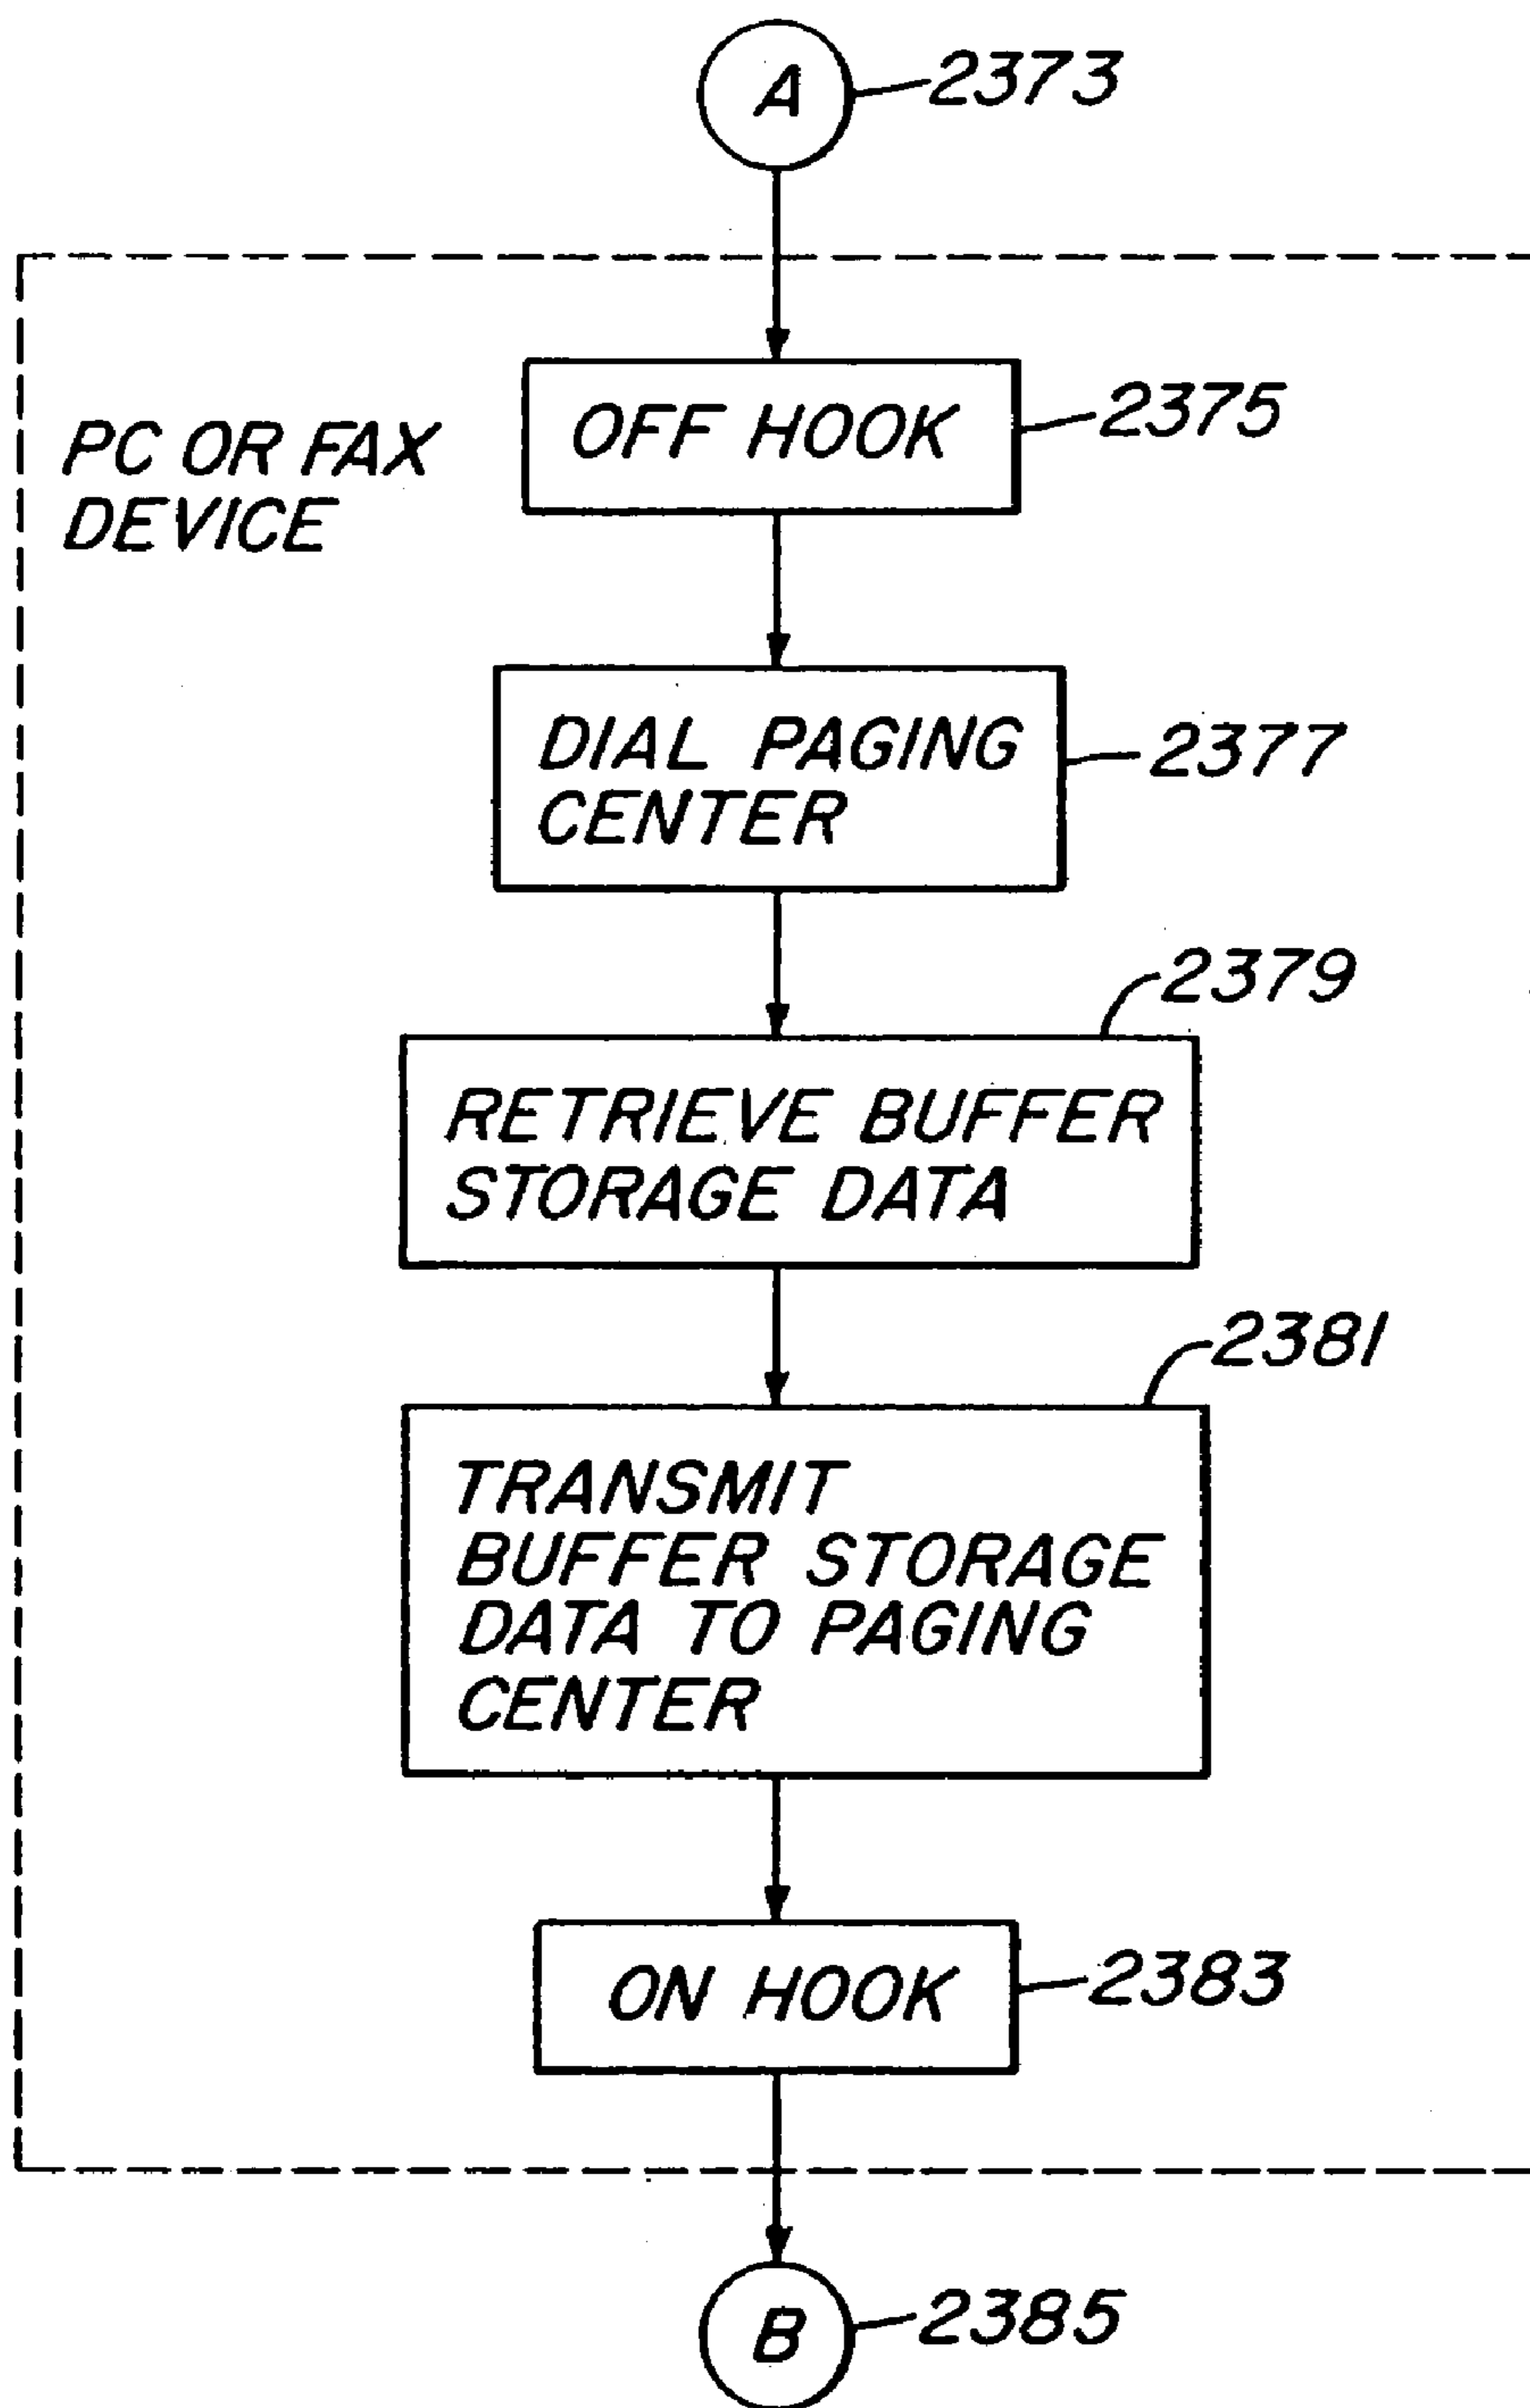 A
2373
OFF HOOK
2375
PC OR FAX
DEVICE
DIAL PAGING
CENTER
2377
2379
RETRIEVE BUFFER
STORAGE DATA
2381
TRANSMIT
BUFFER STORAGE
DATA TO PAGING
CENTER
ON HOOK
2383
B
2385